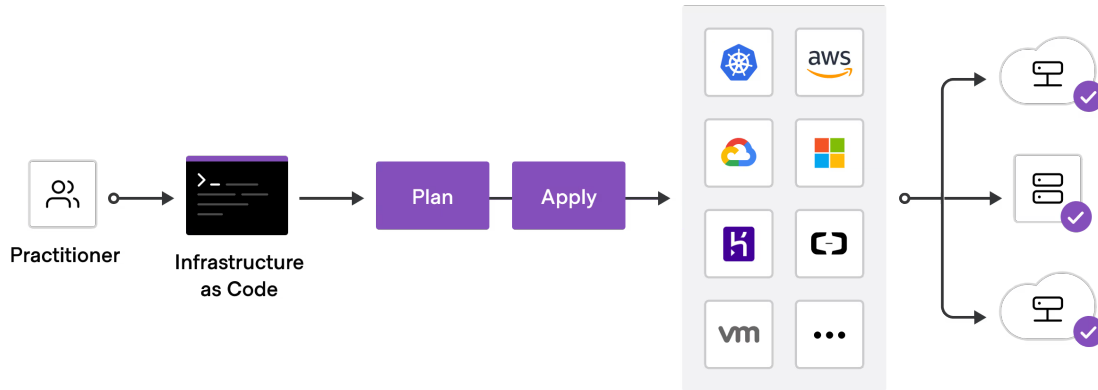 Practitioner
Infrastructure
as Code
Plan
Apply
aws
vm